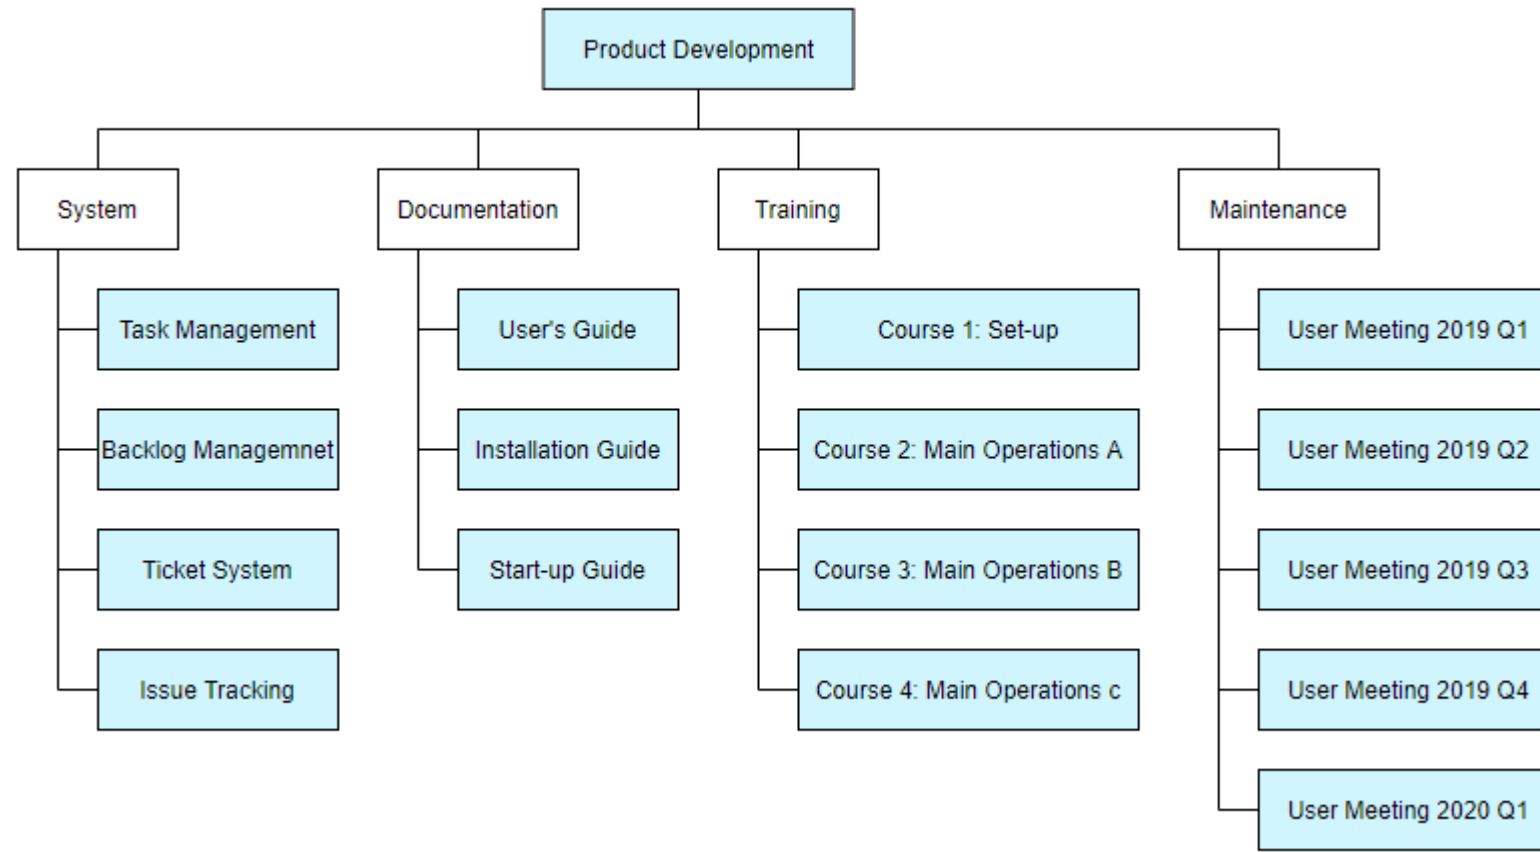 Product Development
System
Documentation
Training
Maintenance
Task Management
User's Guide
Course 1: Set-up
User Meeting 2019 Q1
Backlog Managemnet
Installation Guide
Course 2: Main Operations A
User Meeting 2019 Q2
Ticket System
Start-up Guide
Course 3: Main Operations B
User Meeting 2019 Q3
Issue Tracking
Course 4: Main Operations c
User Meeting 2019 Q4
User Meeting 2020 Q1